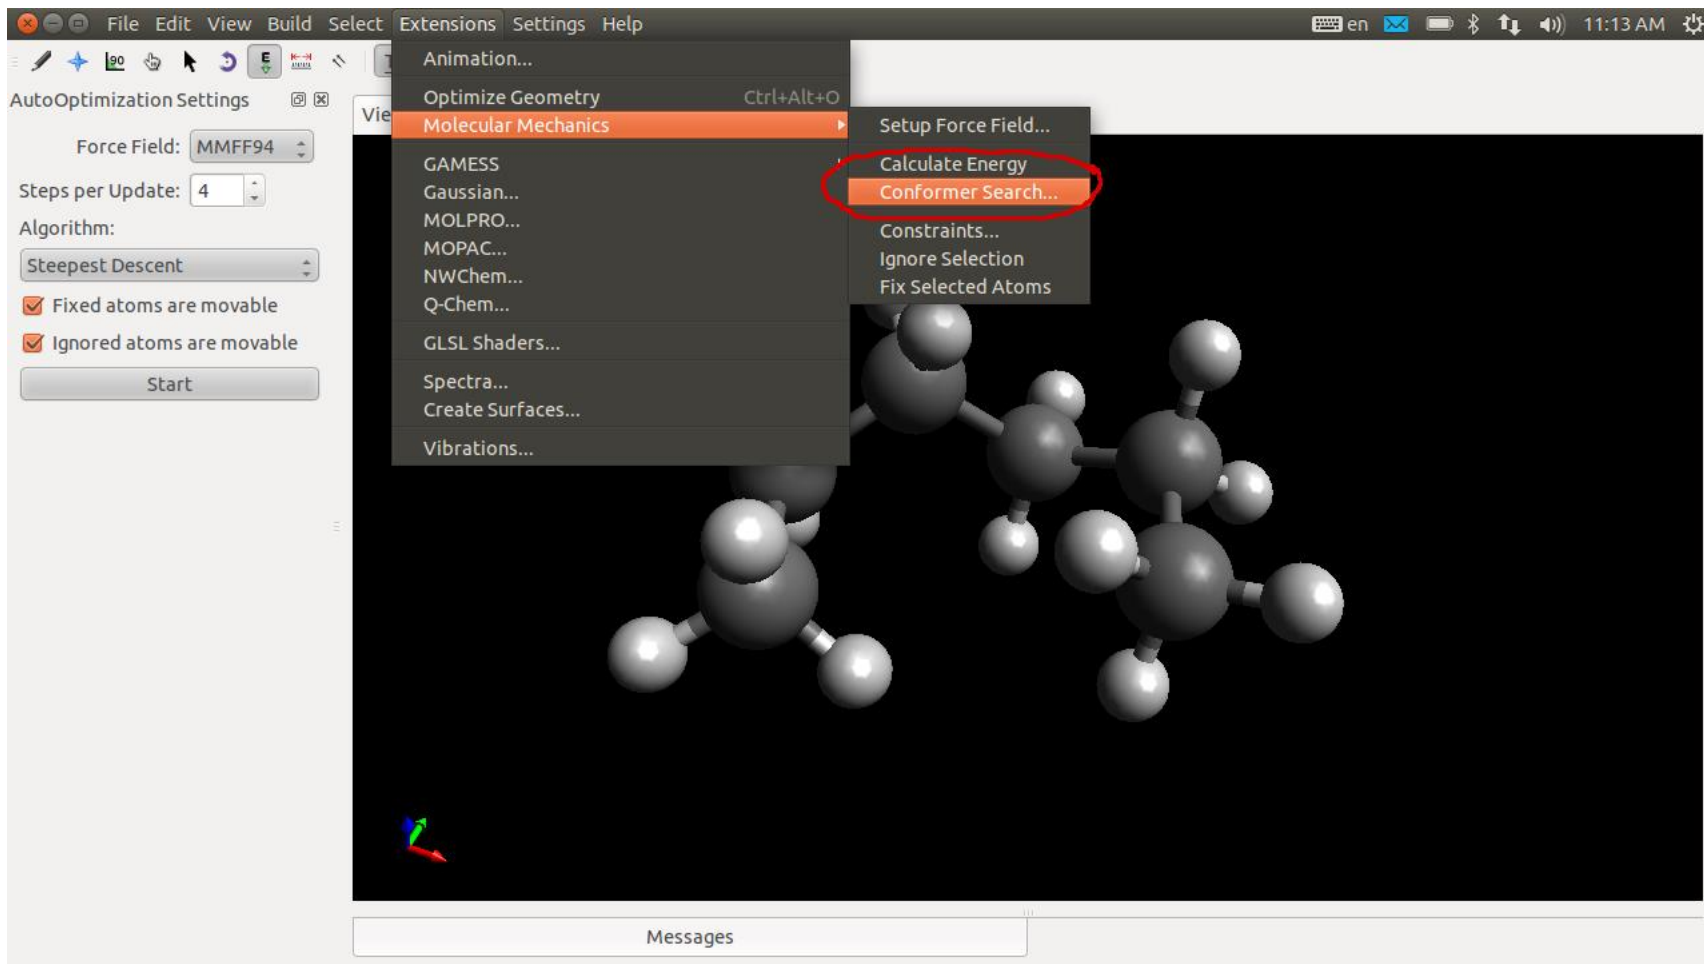 File Edit View Build Select Extensions Settings Help en 11:13 AM
90 E
AutoOptimization Settings
Force Field: MMFF94
Steps per Update: 4
Algorithm:
Steepest Descent
Fixed atoms are movable
Ignored atoms are movable
Start
Animation...
Optimize Geometry Ctrl+Alt+O
Molecular Mechanics
GAMESS
Gaussian...
MOLPRO...
MOPAC...
NWChem...
Q-Chem...
GLSL Shaders...
Spectra...
Create Surfaces...
Vibrations...
Setup Force Field...
Calculate Energy
Conformer Search...
Constraints...
Ignore Selection
Fix Selected Atoms
Vie
Messages